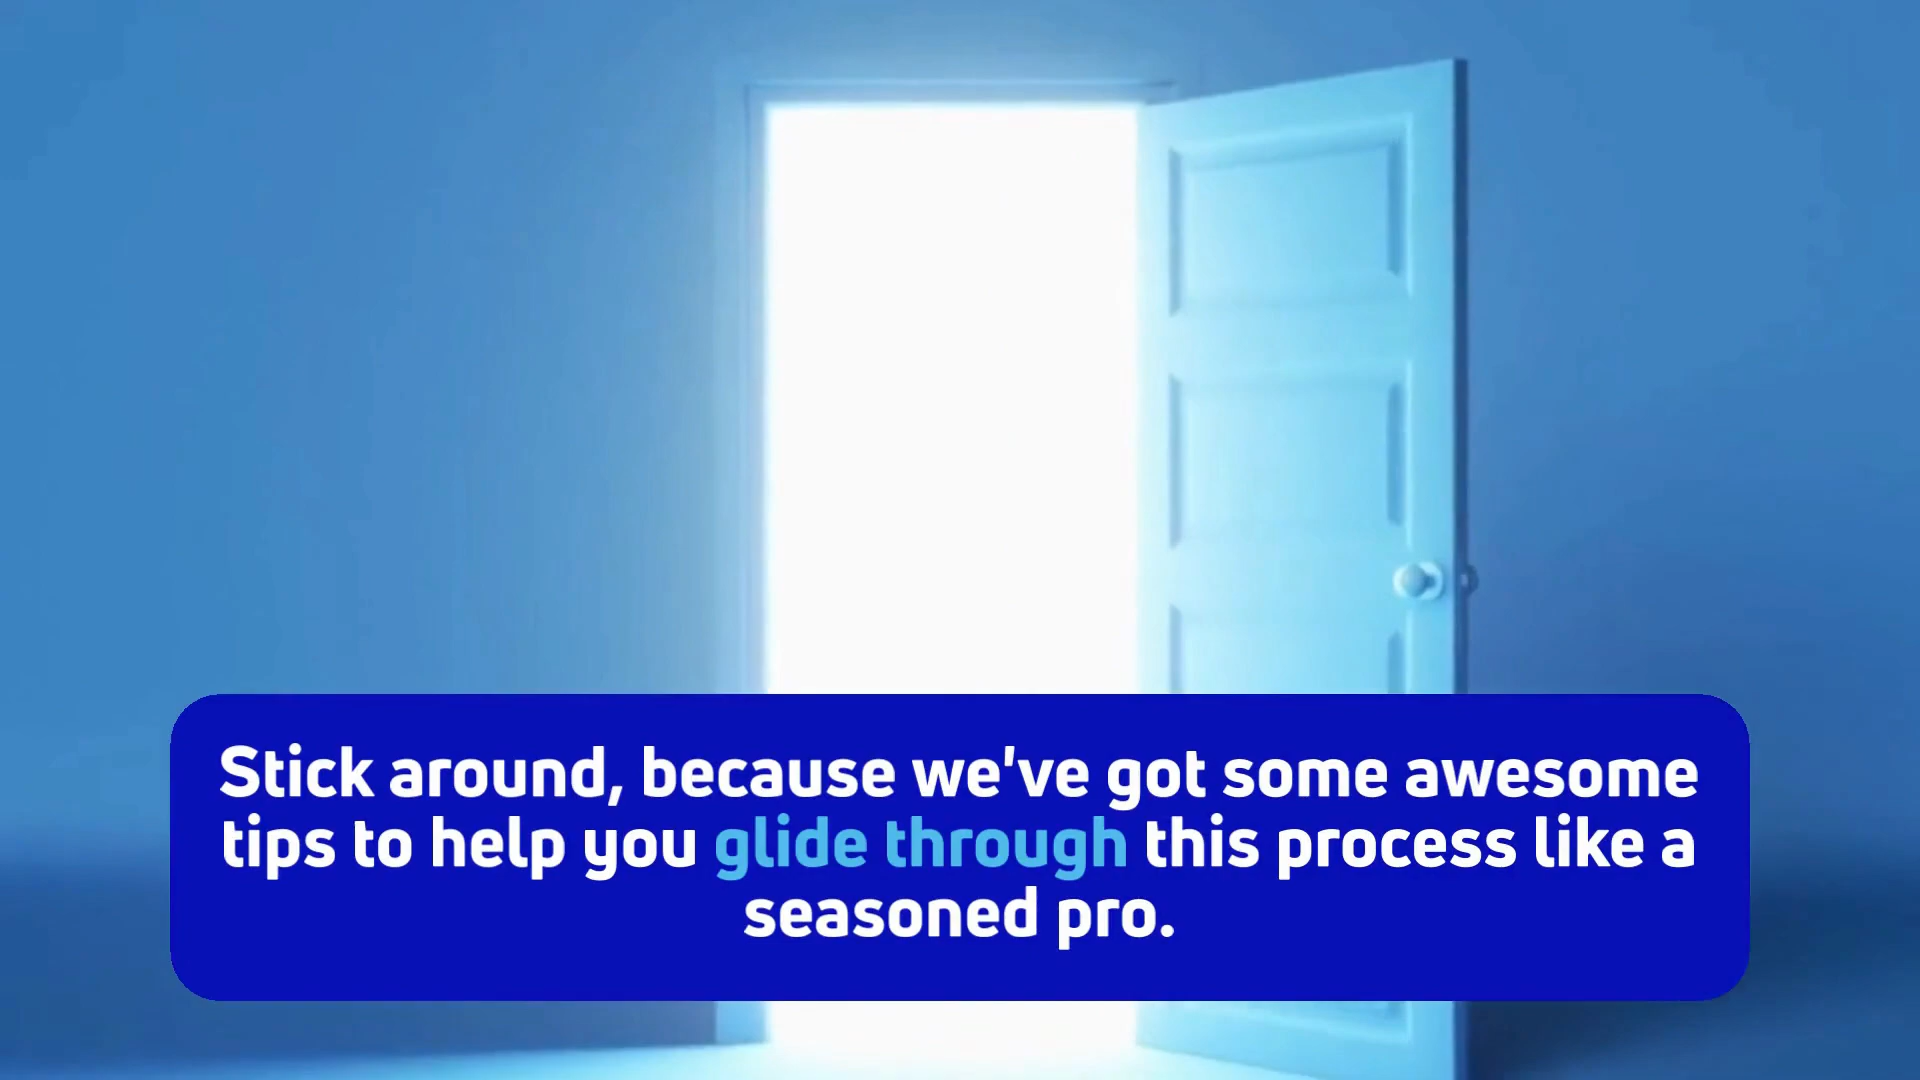 Stick around, because we've got some awesome
tips to help you glide through this process like a
seasoned pro.